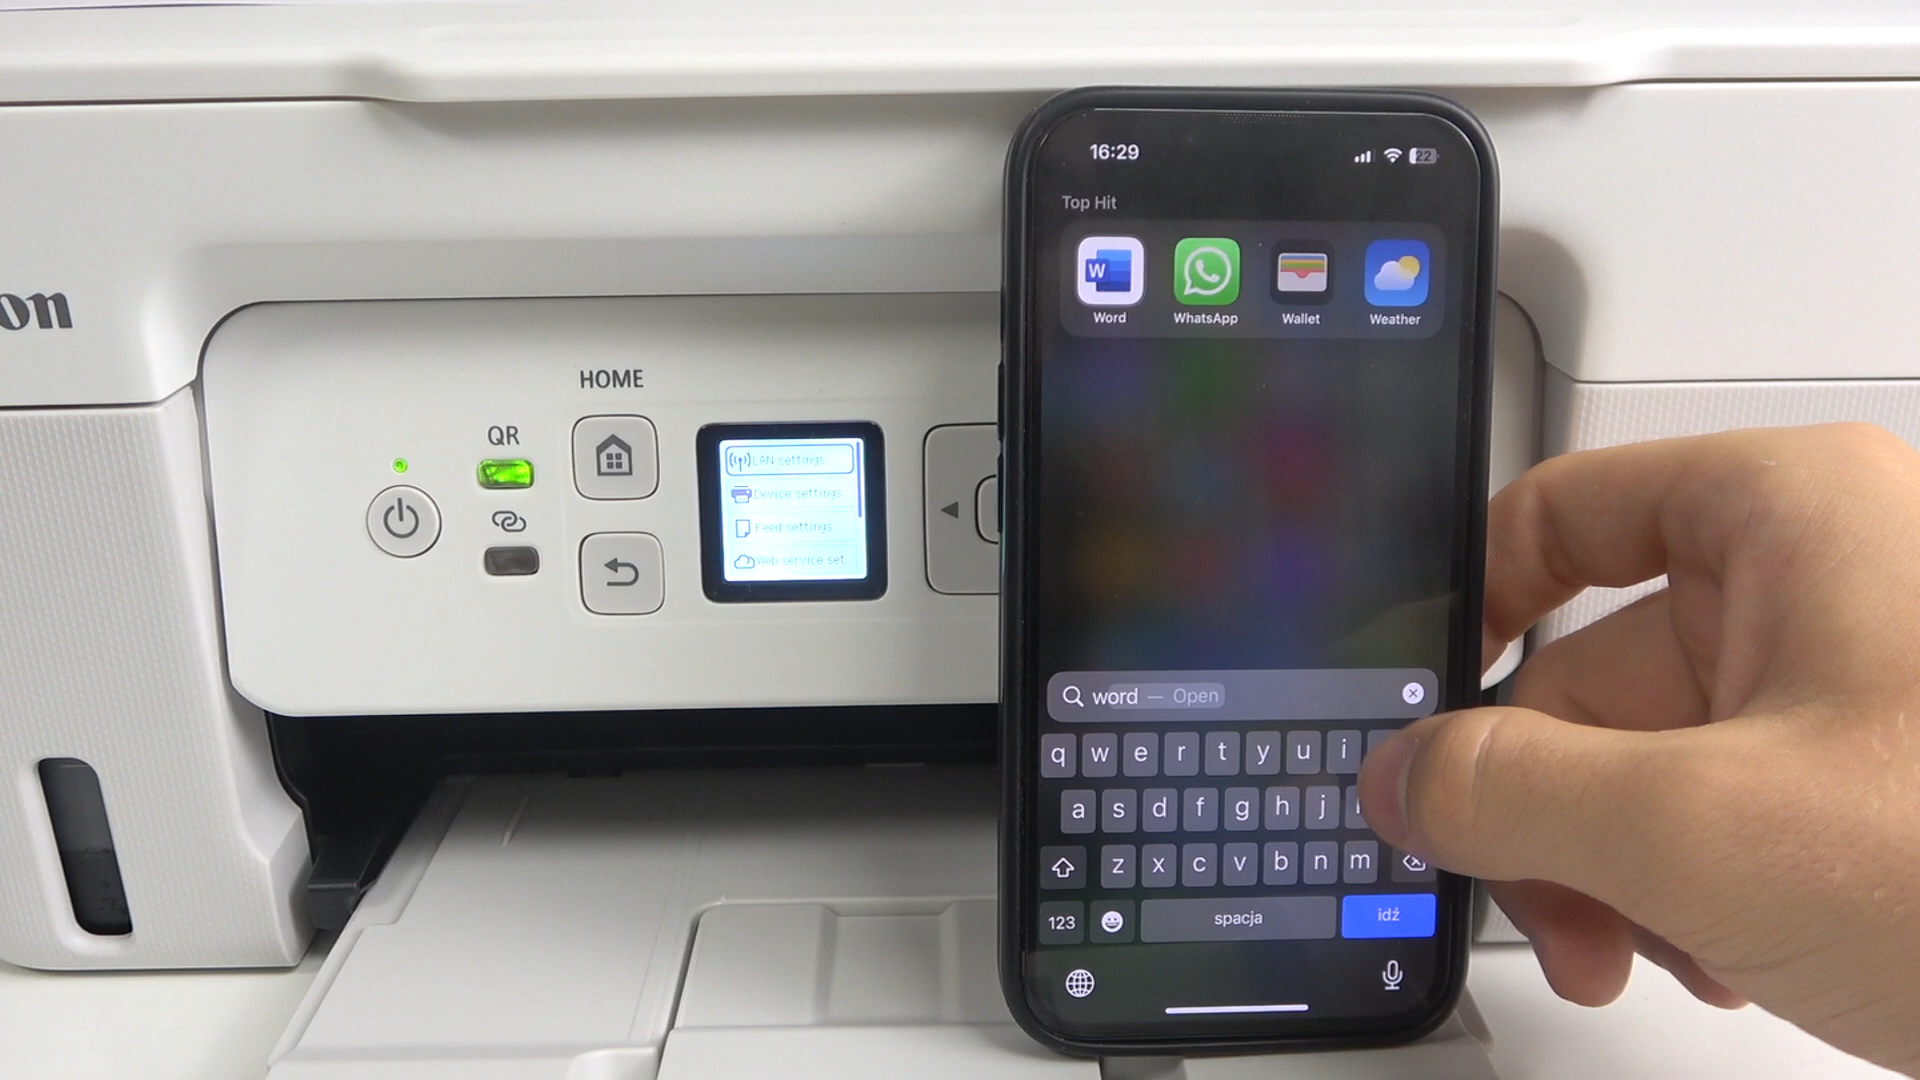 on
HOME
QR
LAN settings
Device settings
Feed settings
Web service set
16:29
22
Top Hit
W
Word
WhatsApp
Wallet
Weather
word — Open
q w e r t y u i
a s d f g h j
z x c v b n m
123
spacja
idź